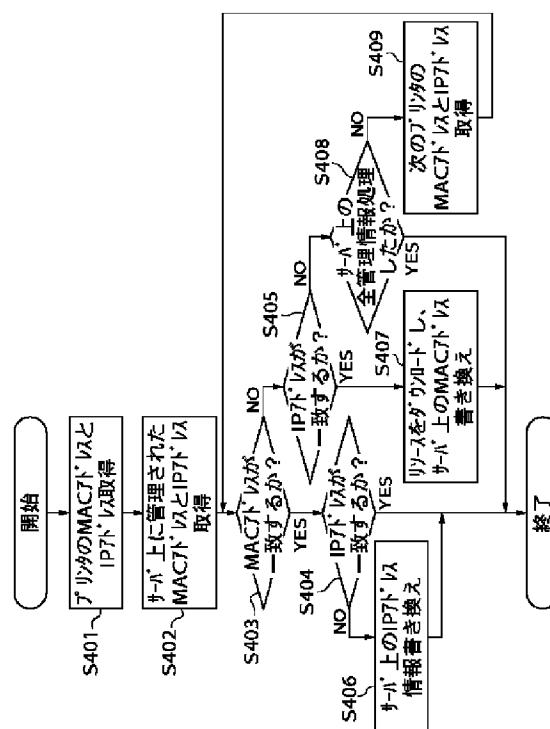 開始
S401
プリンタのMACアドレスと
IPアドレス取得
S402
サーバ上に管理された
MACアドレスとIPアドレス
取得
S403
MACアドレスが
一致するか？
NO
YES
S404
IPアドレスが
一致するか？
NO
YES
S405
IPアドレスが
一致するか？
NO
YES
S406
サーバ上のIPアドレス
情報書き換え
S407
リソースをダウンロードし、
サーバ上のMACアドレス
書き換え
S408
サーバ上の
全管理情報処理
したか？
NO
YES
S409
次のプリンタの
MACアドレスとIPアドレス
取得
終了